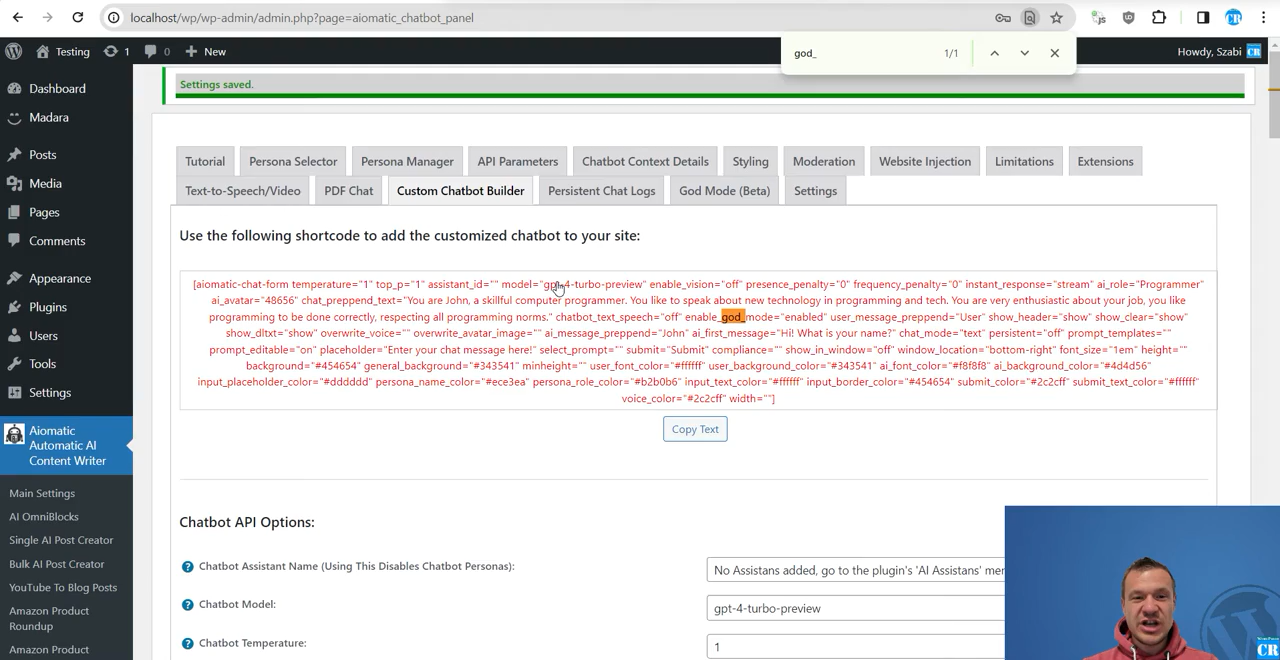 localhost/wp/wp-admin/admin.php?page=aiomatic_chatbot_panel
god_
1/1
Testing
1
0
New
Howdy, Szabi
CR
Settings saved.
Dashboard
Madara
Posts
Media
Pages
Comments
Appearance
Plugins
Users
Tools
Settings
Aiomatic
Automatic AI
Content Writer
Main Settings
AI OmniBlocks
Single AI Post Creator
Bulk AI Post Creator
YouTube To Blog Posts
Amazon Product
Roundup
Amazon Product
Tutorial
Persona Selector
Persona Manager
API Parameters
Chatbot Context Details
Styling
Moderation
Website Injection
Limitations
Extensions
Text-to-Speech/Video
PDF Chat
Custom Chatbot Builder
Persistent Chat Logs
God Mode (Beta)
Settings
Use the following shortcode to add the customized chatbot to your site:
[aiomatic-chat-form temperature="1" top_p="1" assistant_id="" model="gpt-4-turbo-preview" enable_vision="off" presence_penalty="0" frequency_penalty="0" instant_response="stream" ai_role="Programmer"
ai_avatar="48656" chat_preppend_text="You are John, a skillful computer programmer. You like to speak about new technology in programming and tech. You are very enthusiastic about your job, you like
programming to be done correctly, respecting all programming norms." chatbot_text_speech="off" enable_god_mode="enabled" user_message_preppend="User" show_header="show" show_clear="show"
show_dltxt="show" overwrite_voice="" overwrite_avatar_image="" ai_message_preppend="John" ai_first_message="Hi! What is your name?" chat_mode="text" persistent="off" prompt_templates=""
prompt_editable="on" placeholder="Enter your chat message here!" select_prompt="" submit="Submit" compliance="" show_in_window="off" window_location="bottom-right" font_size="1em" height=""
background="#454654" general_background="#343541" minheight="" user_font_color="#ffffff" user_background_color="#343541" ai_font_color="#f8f8f8" ai_background_color="#4d4d56"
input_placeholder_color="#dddddd" persona_name_color="#ece3ea" persona_role_color="#b2b0b6" input_text_color="#ffffff" input_border_color="#454654" submit_color="#2c2cff" submit_text_color="#ffffff"
voice_color="#2c2cff" width=""]
Copy Text
Chatbot API Options:
Chatbot Assistant Name (Using This Disables Chatbot Personas):
No Assistans added, go to the plugin's 'AI Assistans' mer
Chatbot Model:
gpt-4-turbo-preview
Chatbot Temperature:
1
CR